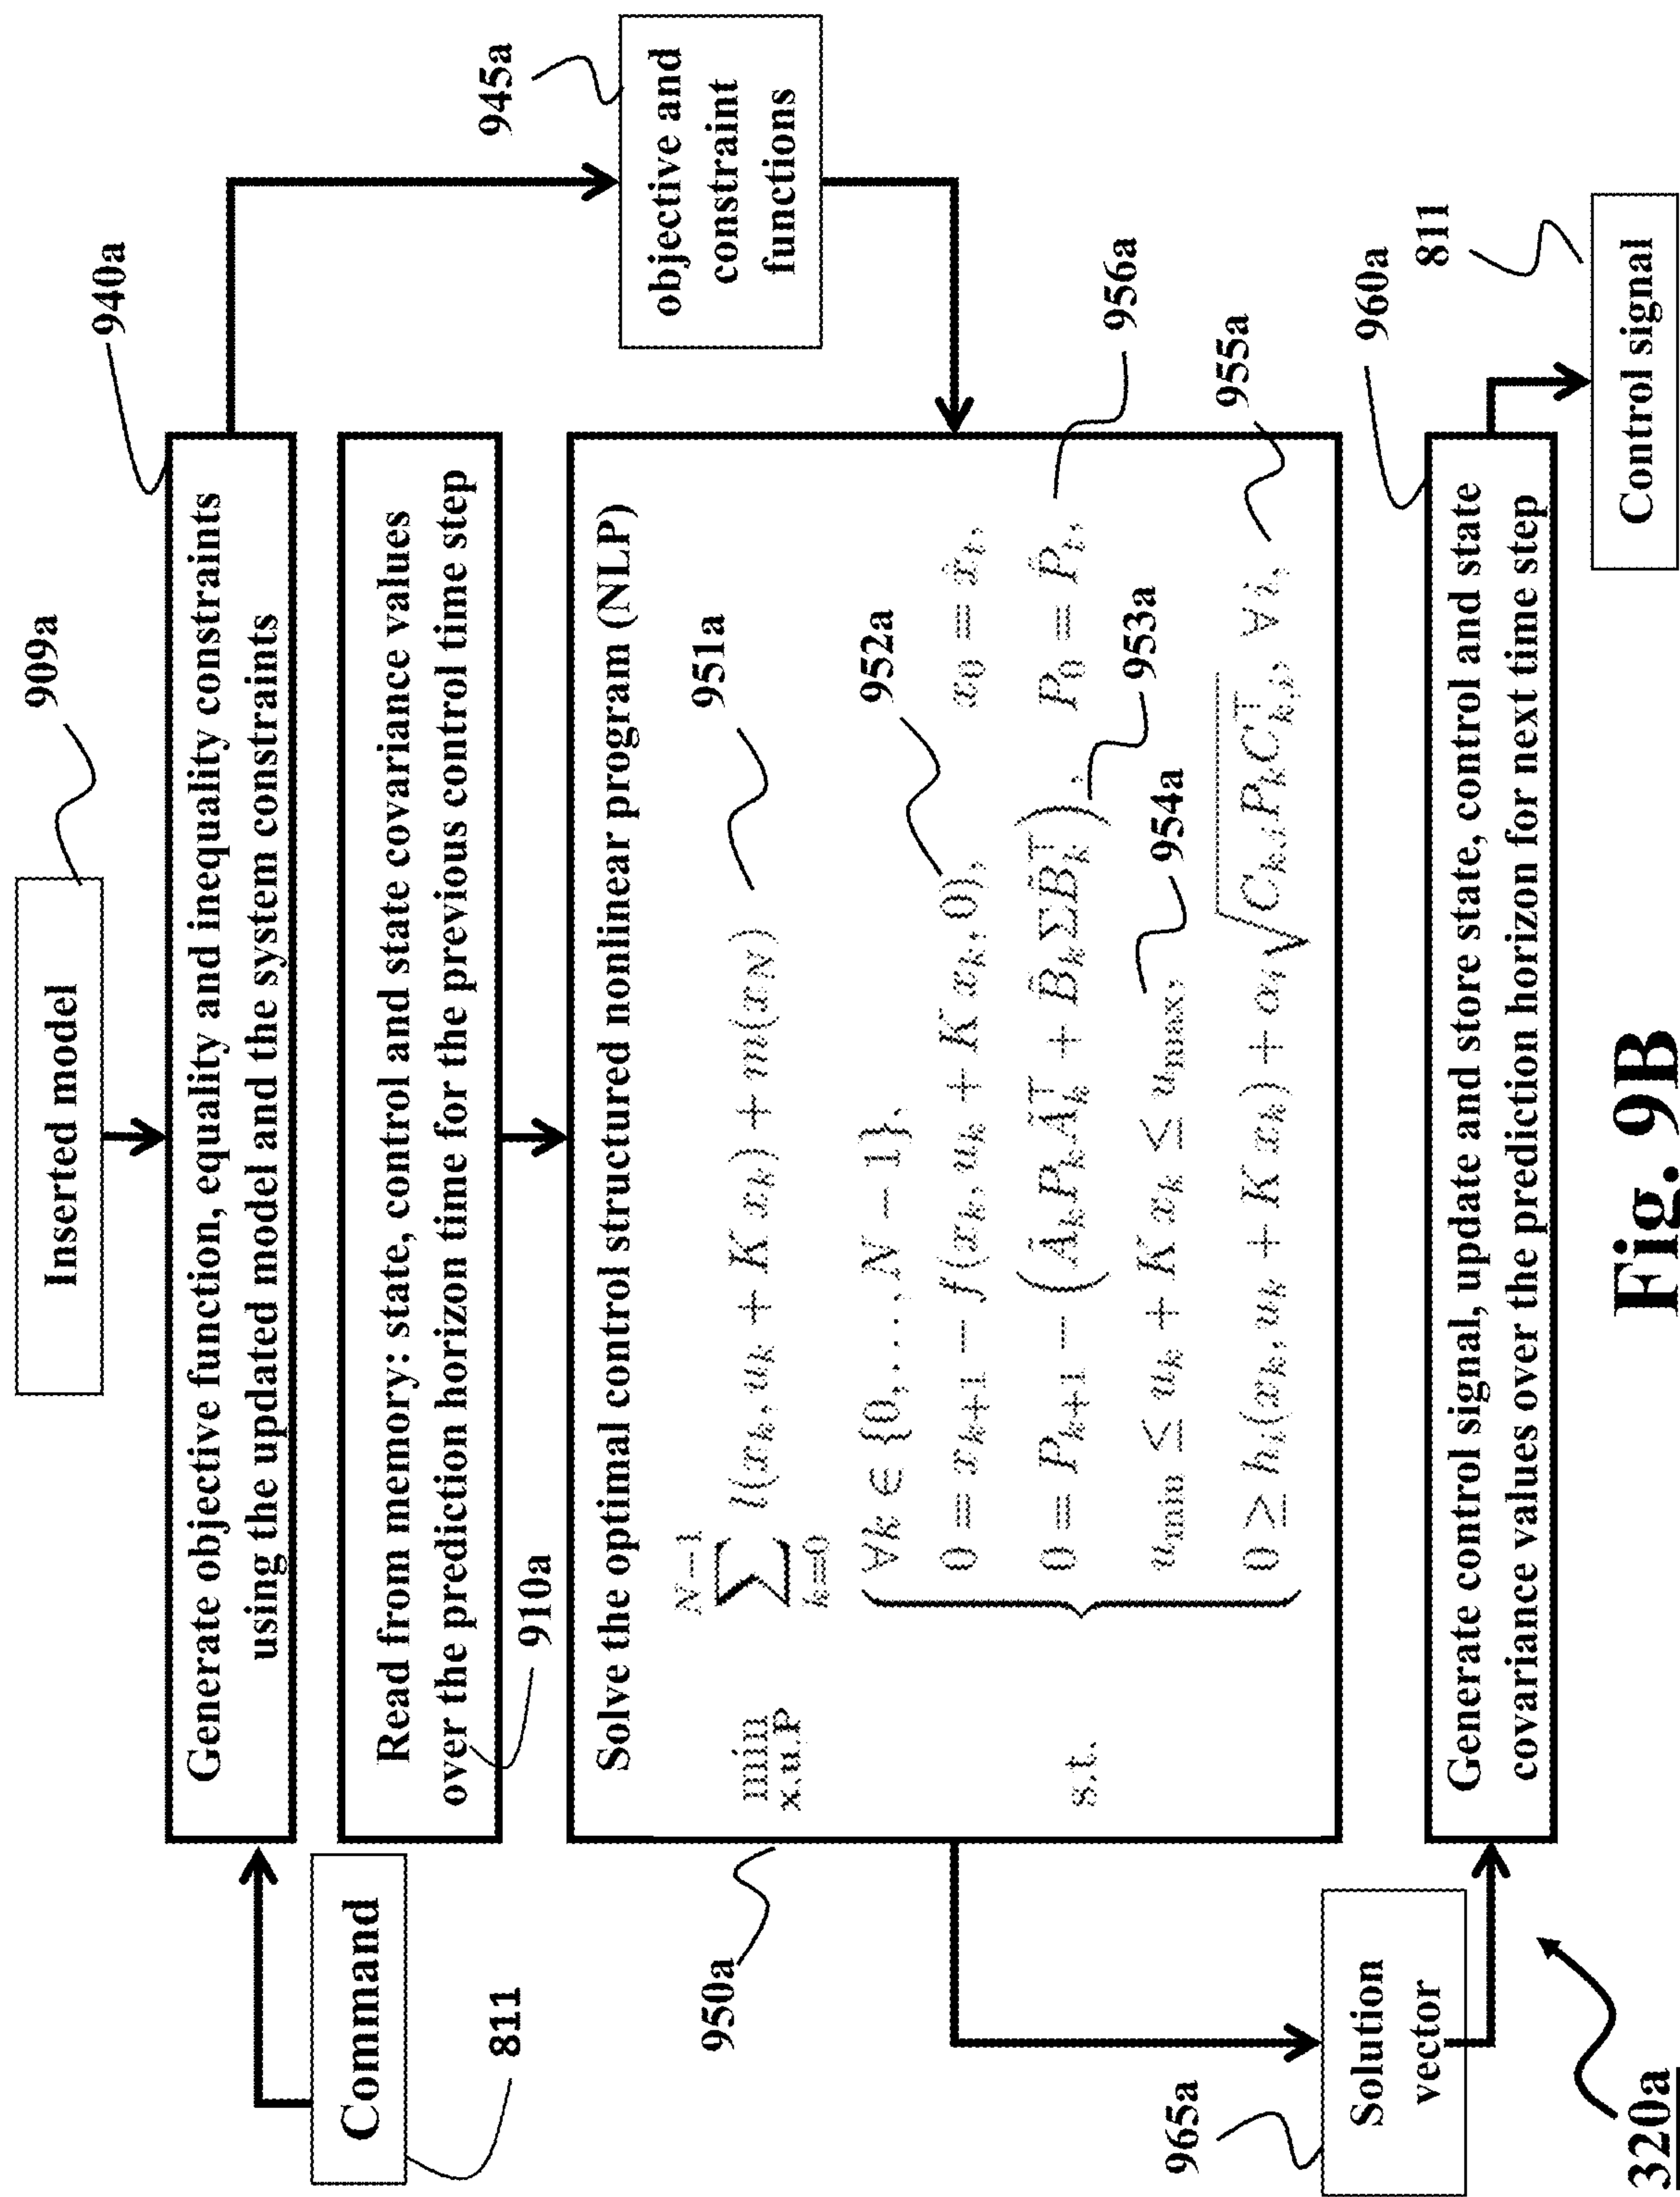 Inserted model
909a
940a
Generate objective function, equality and inequality constraints
using the updated model and the system constraints
Command
811
Read from memory: state, control and state covariance values
over the prediction horizon time for the previous control time step
910a
945a
objective and
constraint
functions
Solve the optimal control structured nonlinear program (NLP)
950a
951a
min x,u,P ∑ k=0 N−1 l(x_k, u_k + K x_k) + m(x_N)
s.t.
∀k ∈ {0, . . . , N − 1},
952a
0 = x_{k+1} − f(x_k, u_k + K x_k, 0), x_0 = x̂_t,
0 = P_{k+1} − (Ã_k P_k Ã_k^⊤ + B̃_k Σ B̃_k^⊤), P_0 = P̂_t,
956a
953a
954a
u_min ≤ u_k + K x_k ≤ u_max,
0 ≥ h_i(x_k, u_k + K x_k) + α_i √(C_{k,i} P_k C_{k,i}^⊤), ∀i,
955a
965a
Solution
vector
960a
Generate control signal, update and store state, control and state
covariance values over the prediction horizon for next time step
811
Control signal
320a
Fig. 9B